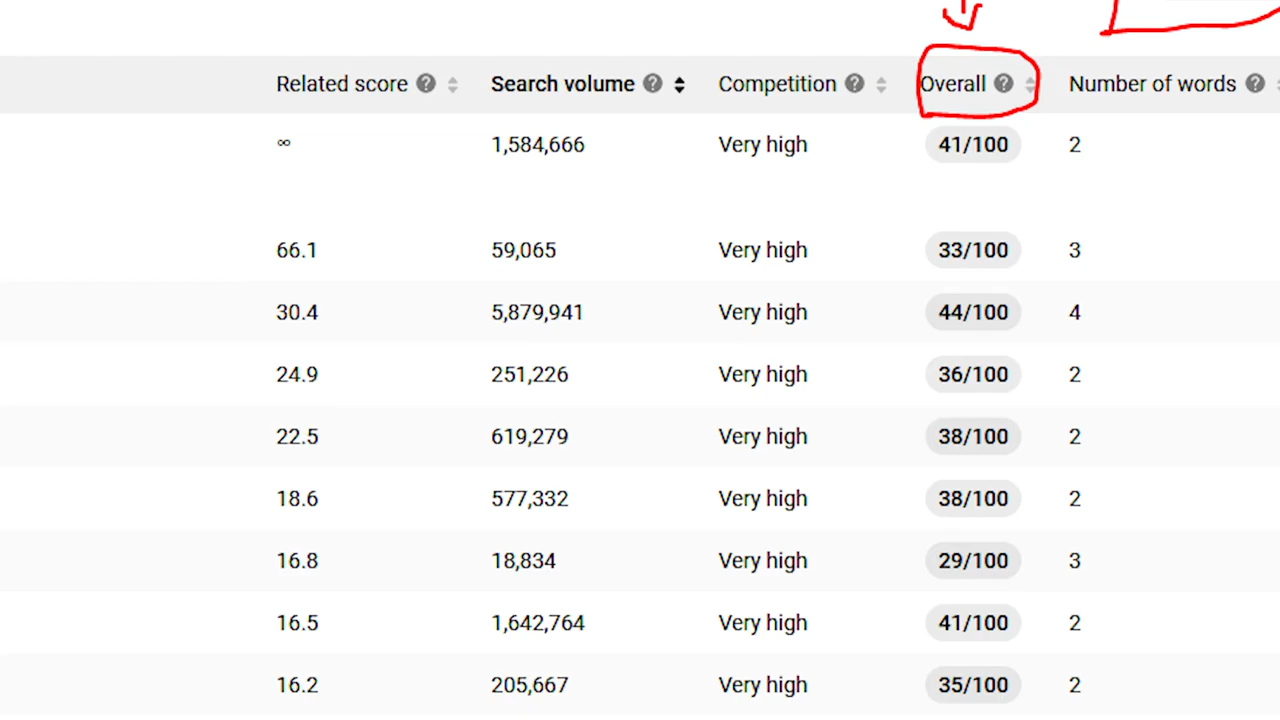 Related score ? Search volume ? Competition ? Overall ? Number of words ?
∞ 1,584,666 Very high 41/100 2
66.1 59,065 Very high 33/100 3
30.4 5,879,941 Very high 44/100 4
24.9 251,226 Very high 36/100 2
22.5 619,279 Very high 38/100 2
18.6 577,332 Very high 38/100 2
16.8 18,834 Very high 29/100 3
16.5 1,642,764 Very high 41/100 2
16.2 205,667 Very high 35/100 2